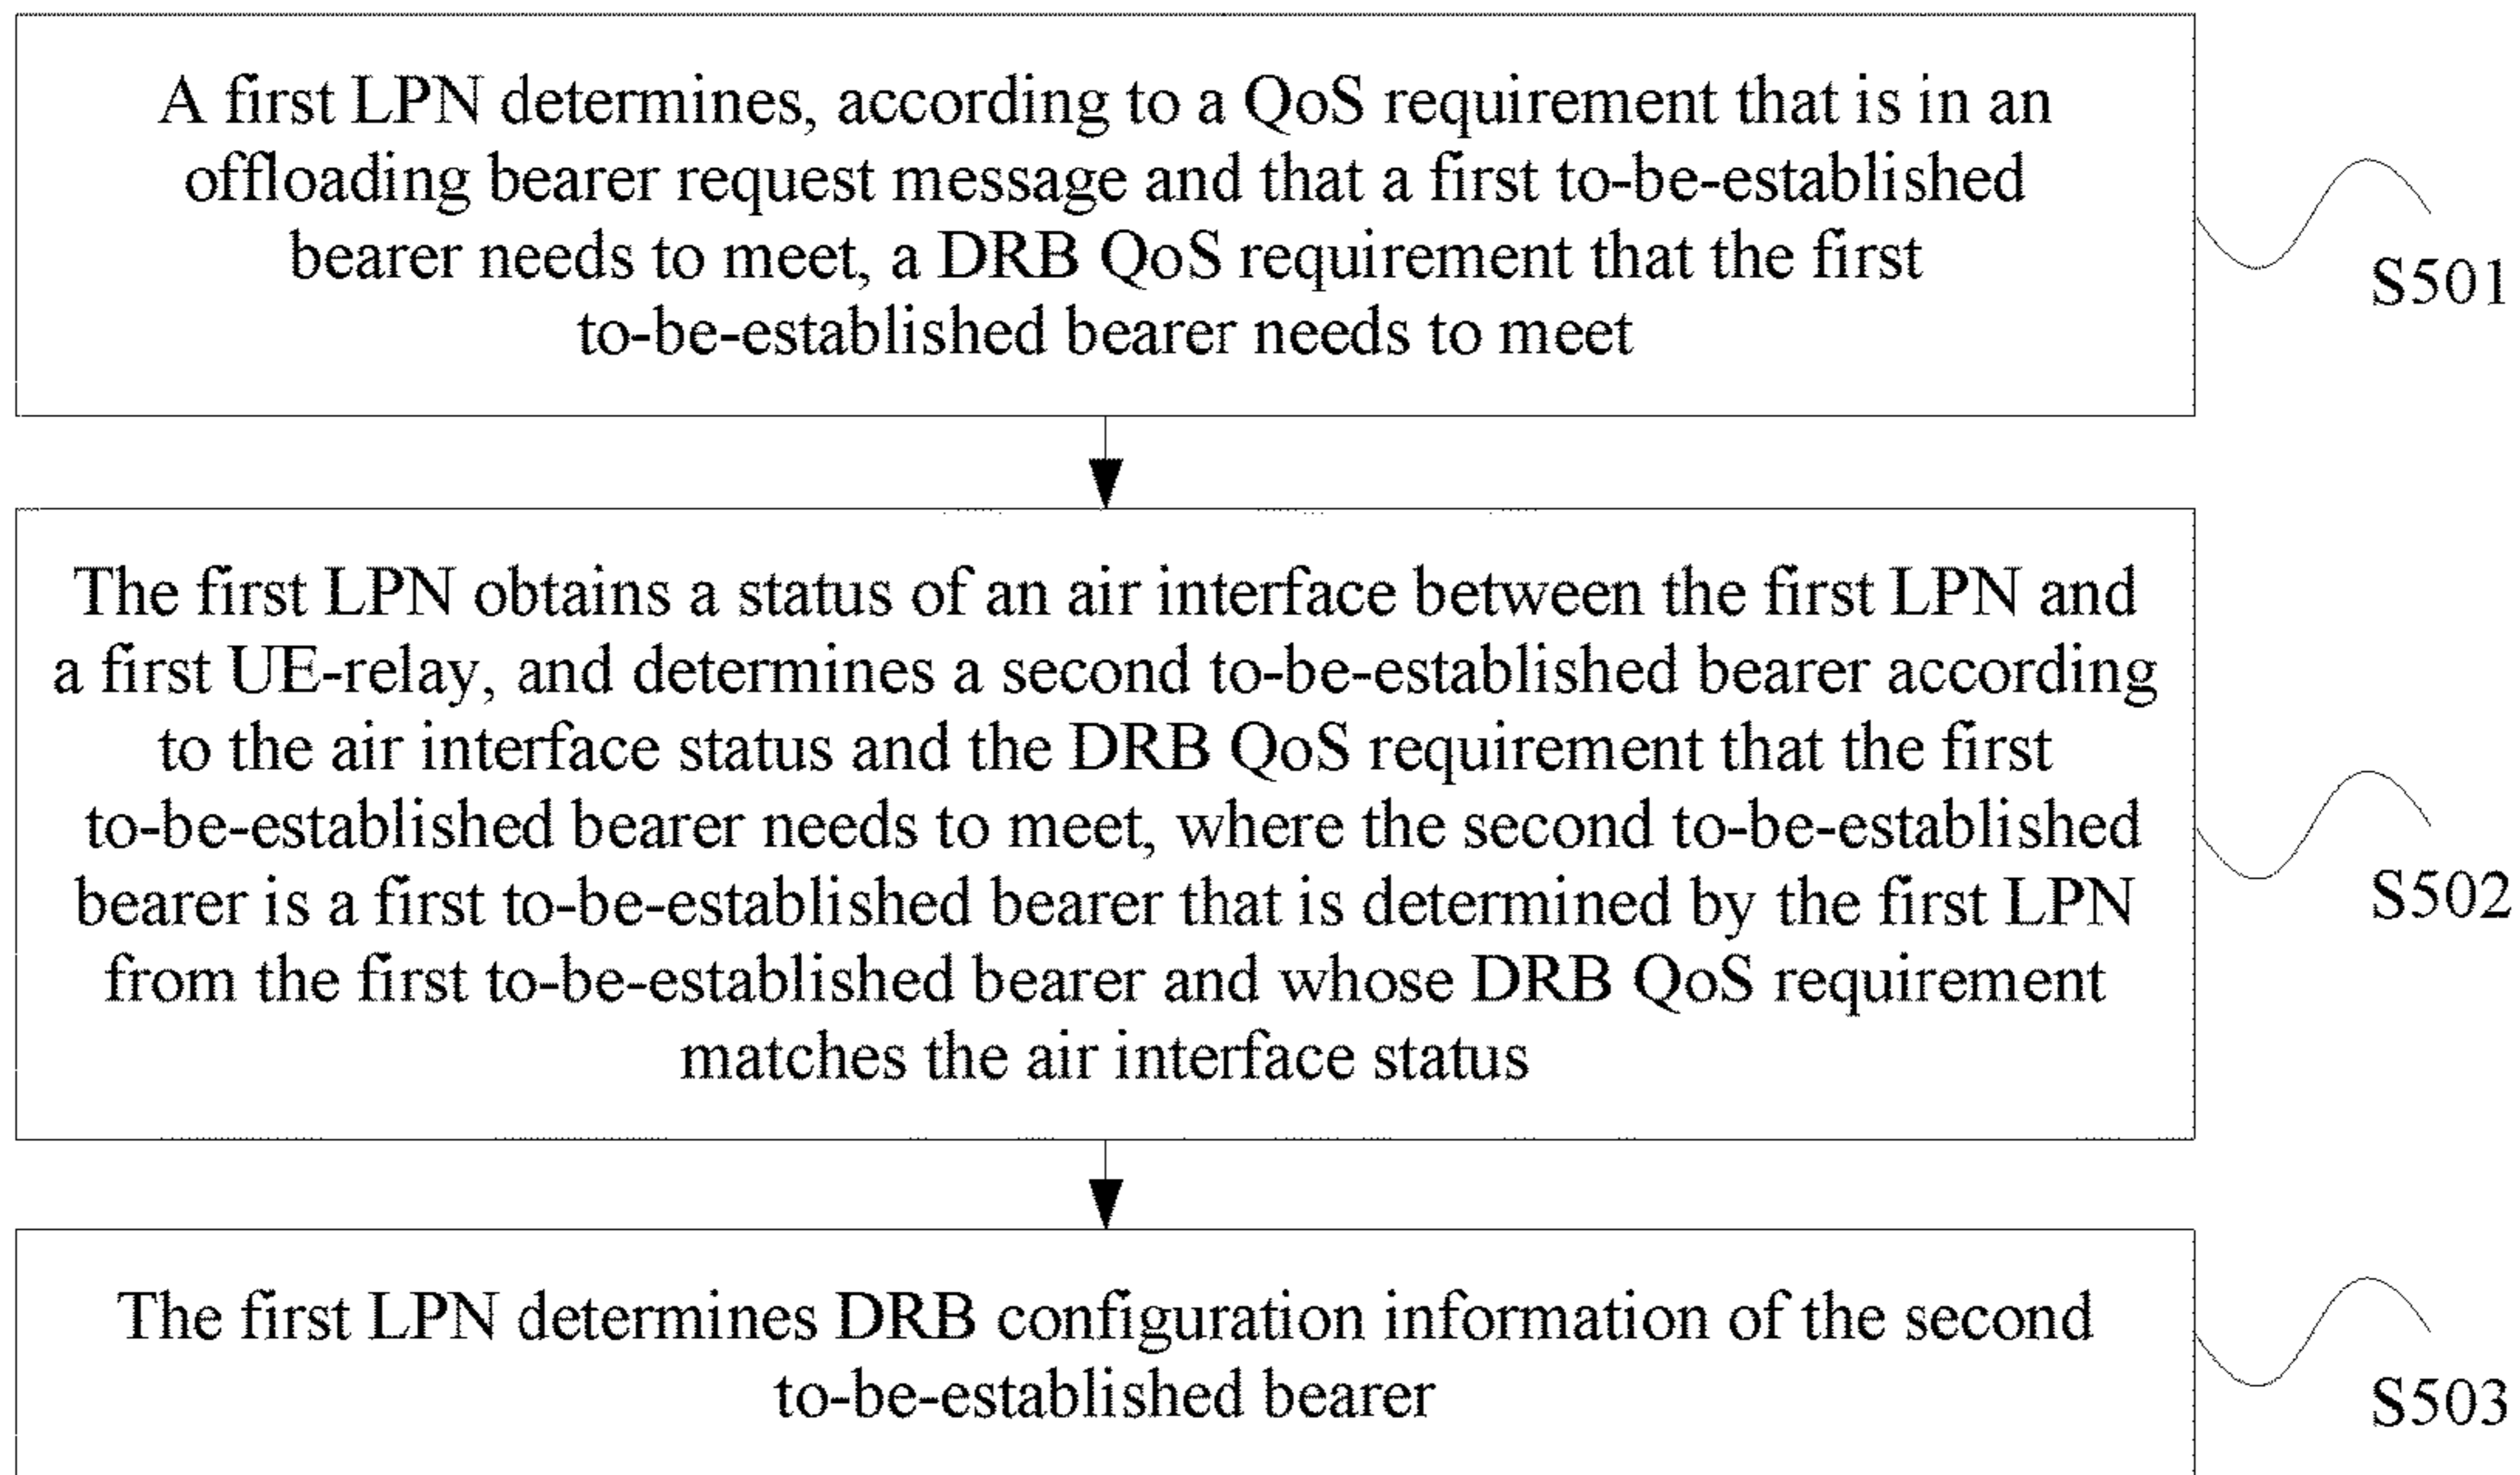 A first LPN determines, according to a QoS requirement that is in an
offloading bearer request message and that a first to-be-established
bearer needs to meet, a DRB QoS requirement that the first
to-be-established bearer needs to meet
S501
The first LPN obtains a status of an air interface between the first LPN and
a first UE-relay, and determines a second to-be-established bearer according
to the air interface status and the DRB QoS requirement that the first
to-be-established bearer needs to meet, where the second to-be-established
bearer is a first to-be-established bearer that is determined by the first LPN
from the first to-be-established bearer and whose DRB QoS requirement
matches the air interface status
S502
The first LPN determines DRB configuration information of the second
to-be-established bearer
S503